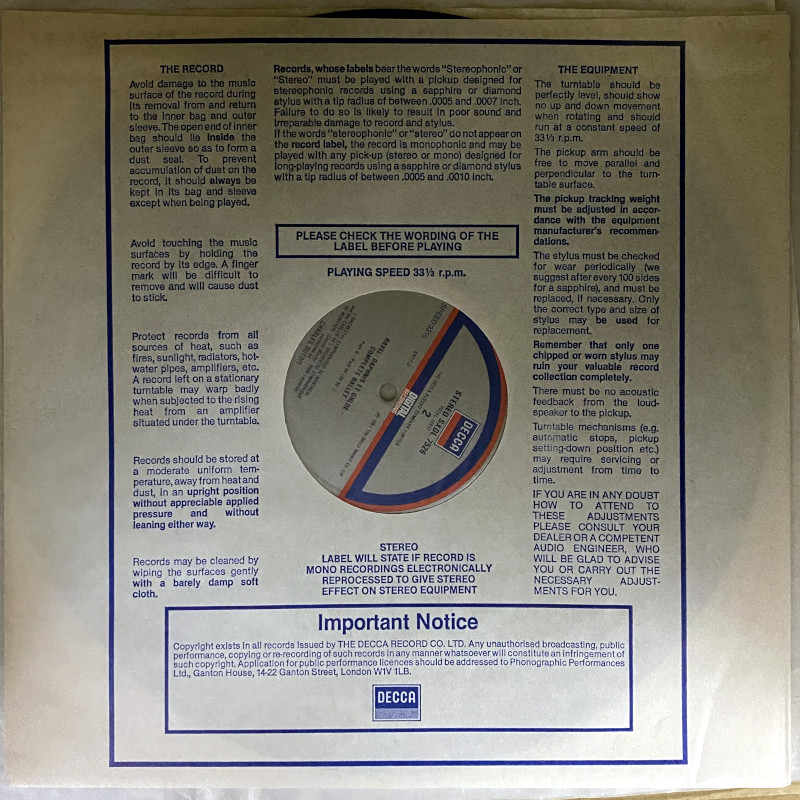 THE RECORD
Avoid damage to the music
surface of the record during
its removal from and return
to the inner bag and outer
sleeve. The open end of inner
bag should lie inside the
outer sleeve so as to form a
dust seal. To prevent
accumulation of dust on the
record, it should always be
kept in its bag and sleeve
except when being played.
Avoid touching the music
surfaces by holding the
record by its edge. A finger
mark will be difficult to
remove and will cause dust
to stick.
Protect records from all
sources of heat, such as
fires, sunlight, radiators, hot-
water pipes, amplifiers, etc.
A record left on a stationary
turntable may warp badly
when subjected to the rising
heat from an amplifier
situated under the turntable.
Records should be stored at
a moderate uniform tem-
perature, away from heat and
dust, in an upright position
without appreciable applied
pressure and without
leaning either way.
Records may be cleaned by
wiping the surfaces gently
with a barely damp soft
cloth.
Records, whose labels bear the words "Stereophonic" or
"Stereo" must be played with a pickup designed for
stereophonic records using a sapphire or diamond
stylus with a tip radius of between .0005 and .0007 inch.
Failure to do so is likely to result in poor sound and
irreparable damage to record and stylus.
If the words "stereophonic" or "stereo" do not appear on
the record label, the record is monophonic and may be
played with any pick-up (stereo or mono) designed for
long-playing records using a sapphire or diamond stylus
with a tip radius of between .0005 and .0010 inch.
PLEASE CHECK THE WORDING OF THE
LABEL BEFORE PLAYING
PLAYING SPEED 33⅓ r.p.m.
DECCA
STEREO SXDL 7526
2
DIGITAL
RAVEL: DAPHNIS ET CHLOE -
COMPLETE BALLET
CHARLES DUTOIT
SPEED 33⅓
STEREO
LABEL WILL STATE IF RECORD IS
MONO RECORDINGS ELECTRONICALLY
REPROCESSED TO GIVE STEREO
EFFECT ON STEREO EQUIPMENT
THE EQUIPMENT
The turntable should be
perfectly level, should show
no up and down movement
when rotating and should
run at a constant speed of
33⅓ r.p.m.
The pickup arm should be
free to move parallel and
perpendicular to the turn-
table surface.
The pickup tracking weight
must be adjusted in accor-
dance with the equipment
manufacturer's recommen-
dations.
The stylus must be checked
for wear periodically (we
suggest after every 100 sides
for a sapphire), and must be
replaced, if necessary. Only
the correct type and size of
stylus may be used for
replacement.
Remember that only one
chipped or worn stylus may
ruin your valuable record
collection completely.
There must be no acoustic
feedback from the loud-
speaker to the pickup.
Turntable mechanisms (e.g.
automatic stops, pickup
setting-down position etc.)
may require servicing or
adjustment from time to
time.
IF YOU ARE IN ANY DOUBT
HOW TO ATTEND TO
THESE ADJUSTMENTS
PLEASE CONSULT YOUR
DEALER OR A COMPETENT
AUDIO ENGINEER, WHO
WILL BE GLAD TO ADVISE
YOU OR CARRY OUT THE
NECESSARY ADJUST-
MENTS FOR YOU.
Important Notice
Copyright exists in all records issued by THE DECCA RECORD CO. LTD. Any unauthorised broadcasting, public
performance, copying or re-recording of such records in any manner whatsoever will constitute an infringement of
such copyright. Application for public performance licences should be addressed to Phonographic Performances
Ltd., Ganton House, 14-22 Ganton Street, London W1V 1LB.
DECCA